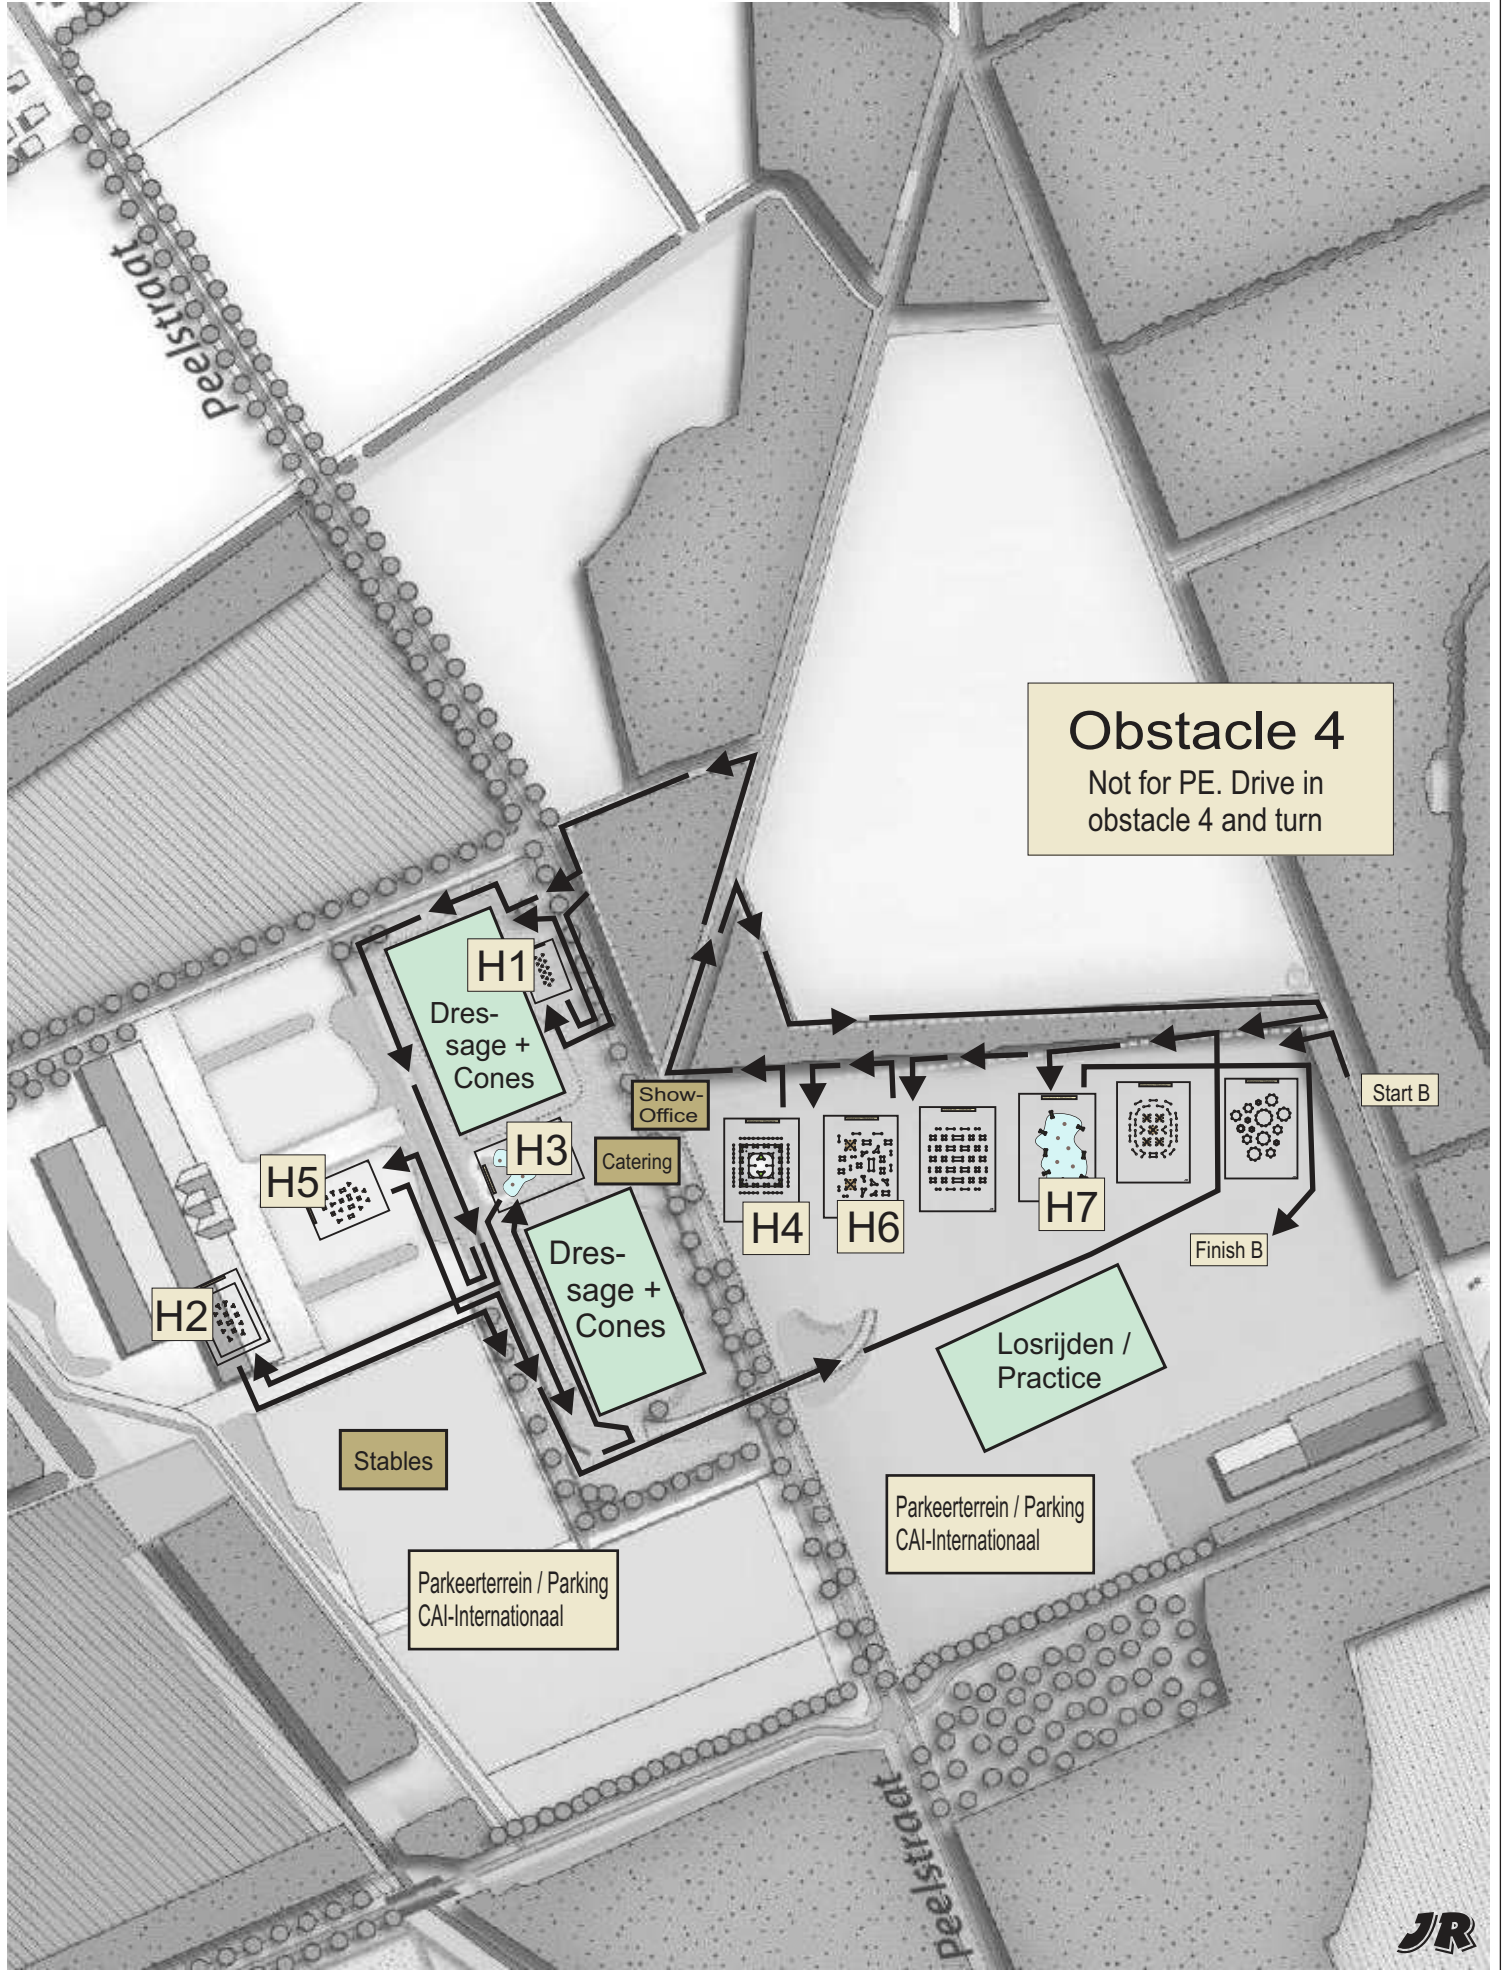 Peelstraat
Obstacle 4
Not for PE. Drive in
obstacle 4 and turn
H1
Dres-
sage +
Cones
Show-
Office
Start B
H3
Catering
H5
H4
H6
H7
Finish B
Dres-
sage +
Cones
H2
Losrijden /
Practice
Stables
Parkeerterrein / Parking
CAI-Internationaal
Parkeerterrein / Parking
CAI-Internationaal
Peelstraat
JR